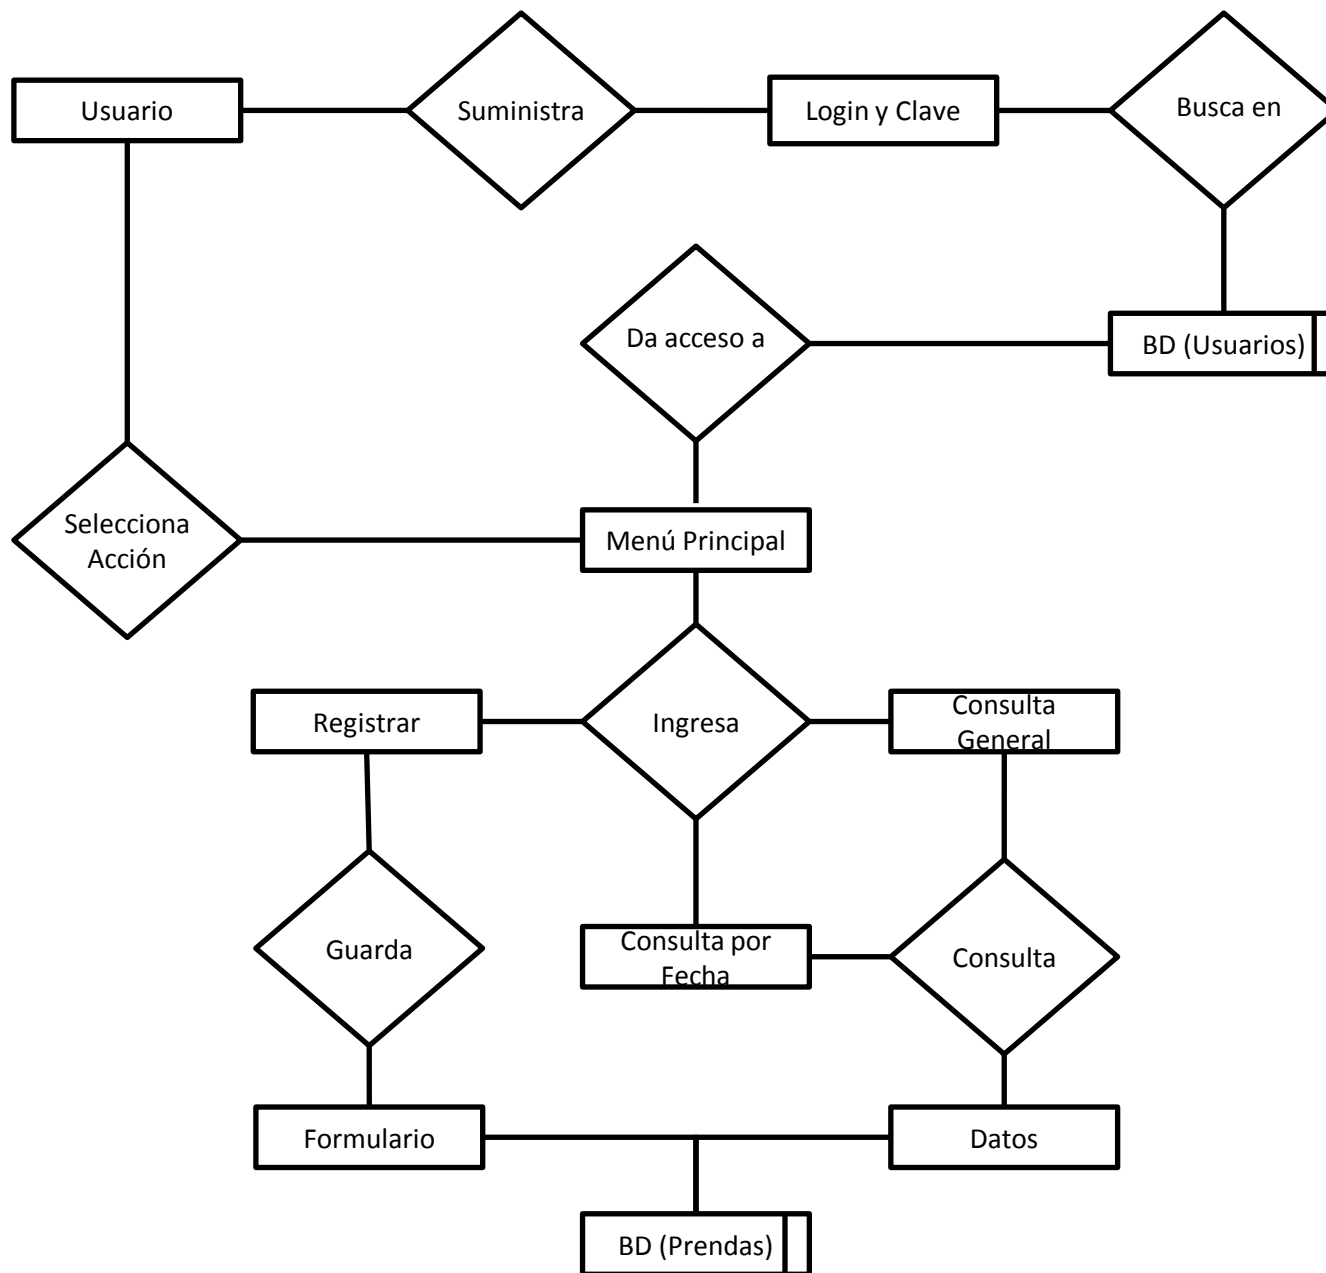 Usuario
Suministra
Login y Clave
Busca en
Da acceso a
BD (Usuarios)
Selecciona
Acción
Menú Principal
Registrar
Ingresa
Consulta
General
Guarda
Consulta por
Fecha
Consulta
Formulario
Datos
BD (Prendas)